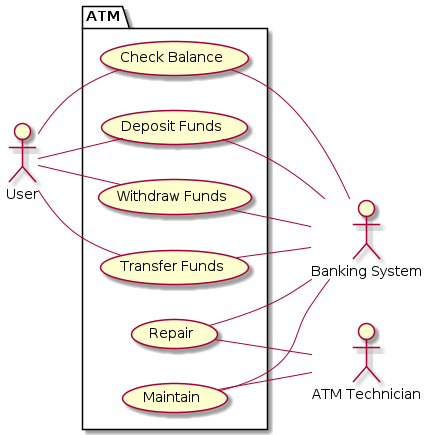 ATM
Check Balance
Deposit Funds
Withdraw Funds
User
Transfer Funds
Banking System
Repair
ATM Technician
Maintain